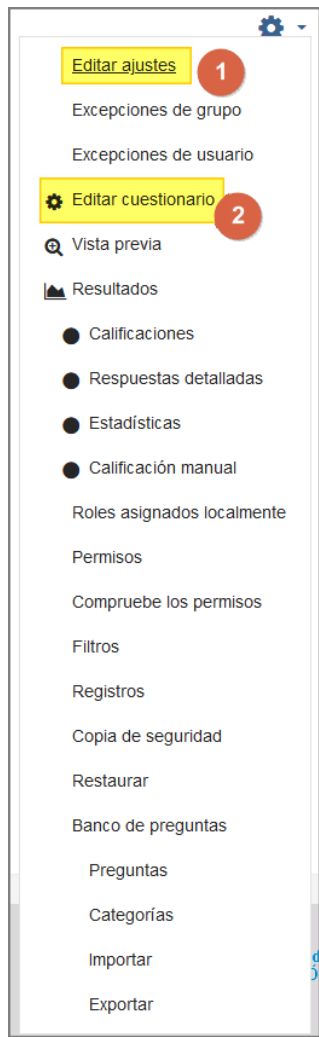 Editar ajustes
1
Excepciones de grupo
Excepciones de usuario
Editar cuestionario
2
Vista previa
Resultados
Calificaciones
Respuestas detalladas
Estadísticas
Calificación manual
Roles asignados localmente
Permisos
Compruebe los permisos
Filtros
Registros
Copia de seguridad
Restaurar
Banco de preguntas
Preguntas
Categorías
Importar
Exportar